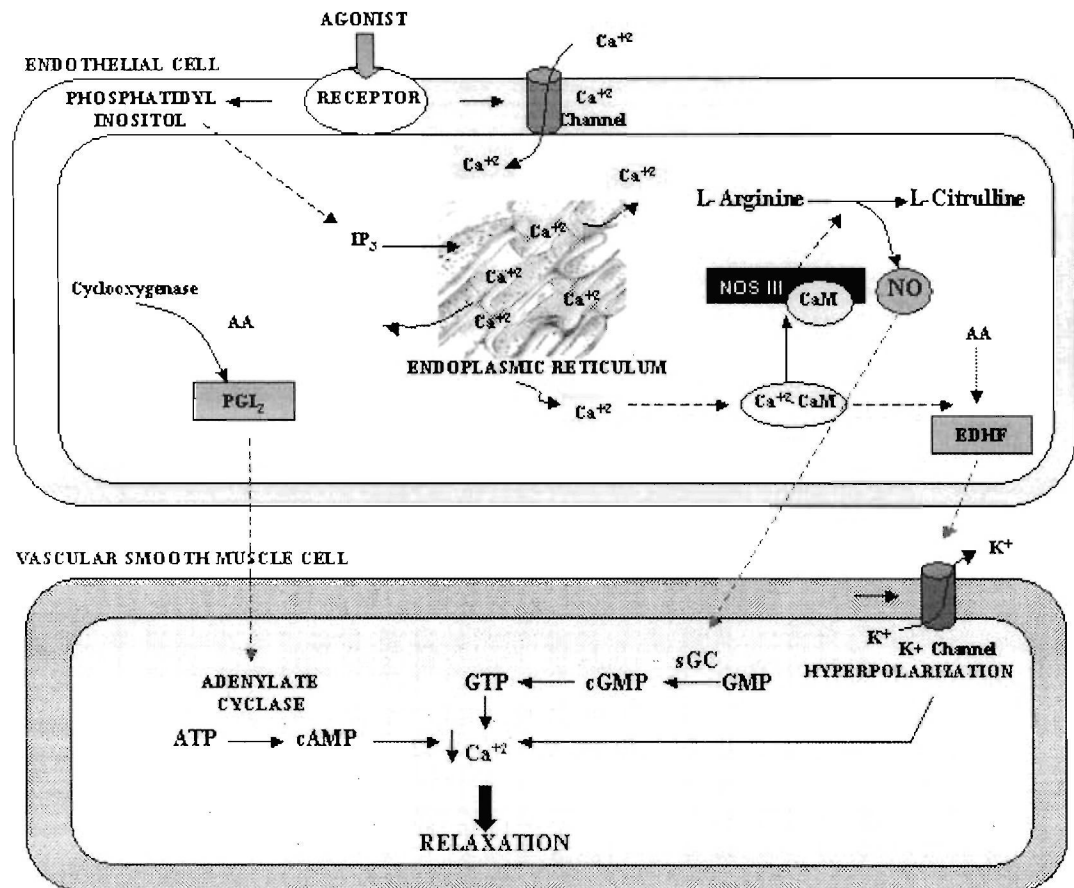 AGONIST
ENDOTHELIAL CELL
Ca+2
PHOSPHATIDYL
INOSITOL
RECEPTOR
Ca+2
Channel
Ca+2
Ca+2
L-Arginine
L-Citrulline
IP3
Ca+2
Ca+2
Ca+2
Ca+2
NOS III
CaM
NO
Cyclooxygenase
AA
AA
ENDOPLASMIC RETICULUM
PGI2
Ca+2
Ca+2-CaM
EDHF
VASCULAR SMOOTH MUSCLE CELL
K+
K+
K+ Channel
HYPERPOLARIZATION
sGC
GTP
cGMP
GMP
ADENYLATE
CYCLASE
ATP
cAMP
Ca+2
RELAXATION